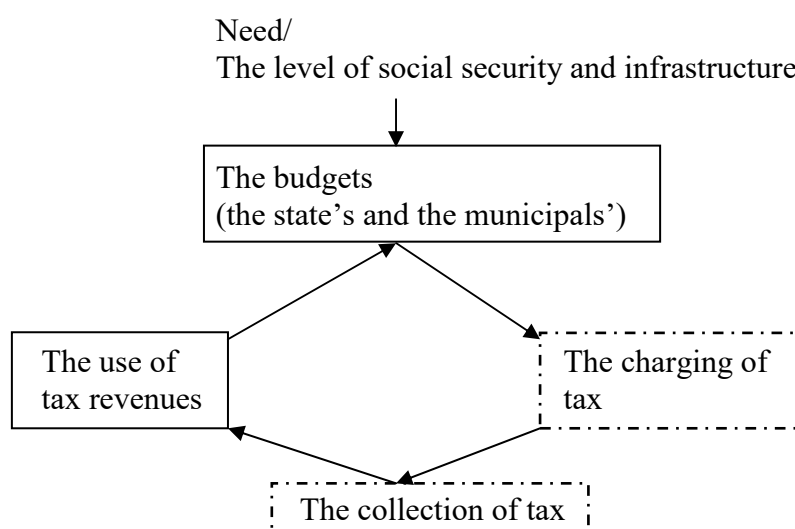 Need/
The level of social security and infrastructure
The budgets
(the state's and the municipals’)
The use of
tax revenues
The charging of
tax
The collection of tax